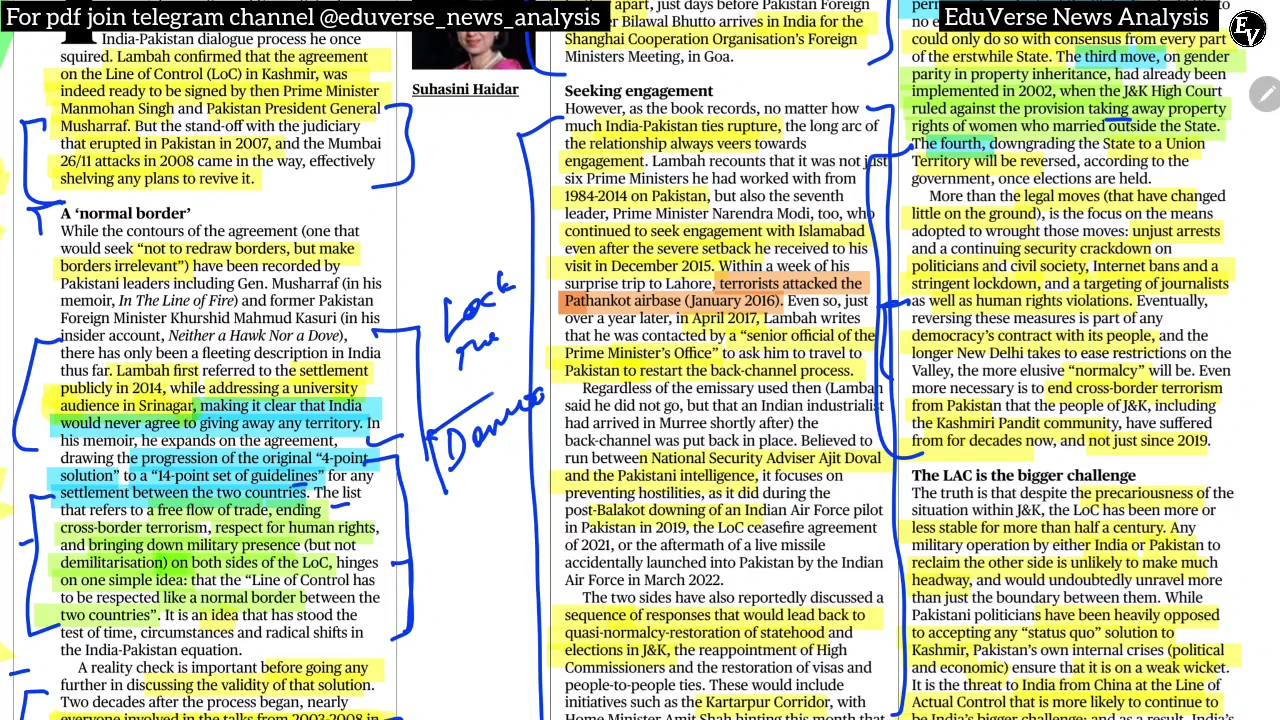 For pdf join telegram channel @eduverse_news_analysis
EduVerse News Analysis
EV
India-Pakistan dialogue process he once
squired. Lambah confirmed that the agreement
on the Line of Control (LoC) in Kashmir, was
indeed ready to be signed by then Prime Minister
Manmohan Singh and Pakistan President General
Musharraf. But the stand-off with the judiciary
that erupted in Pakistan in 2007, and the Mumbai
26/11 attacks in 2008 came in the way, effectively
shelving any plans to revive it.
A ‘normal border’
While the contours of the agreement (one that
would seek “not to redraw borders, but make
borders irrelevant”) have been recorded by
Pakistani leaders including Gen. Musharraf (in his
memoir, In The Line of Fire) and former Pakistan
Foreign Minister Khurshid Mahmud Kasuri (in his
insider account, Neither a Hawk Nor a Dove),
there has only been a fleeting description in India
thus far. Lambah first referred to the settlement
publicly in 2014, while addressing a university
audience in Srinagar, making it clear that India
would never agree to giving away any territory. In
his memoir, he expands on the agreement,
drawing the progression of the original “4-point
solution” to a “14-point set of guidelines” for any
settlement between the two countries. The list
that refers to a free flow of trade, ending
cross-border terrorism, respect for human rights,
and bringing down military presence (but not
demilitarisation) on both sides of the LoC, hinges
on one simple idea: that the “Line of Control has
to be respected like a normal border between the
two countries”. It is an idea that has stood the
test of time, circumstances and radical shifts in
the India-Pakistan equation.
A reality check is important before going any
further in discussing the validity of that solution.
Two decades after the process began, nearly
everyone involved in the talks from 2003-2008 in
Suhasini Haidar
Lock
the
apart, just days before Pakistan Foreign
Bilawal Bhutto arrives in India for the
Shanghai Cooperation Organisation’s Foreign
Ministers Meeting, in Goa.
Seeking engagement
However, as the book records, no matter how
much India-Pakistan ties rupture, the long arc of
the relationship always veers towards
engagement. Lambah recounts that it was not just
six Prime Ministers he had worked with from
1984-2014 on Pakistan, but also the seventh
leader, Prime Minister Narendra Modi, too, who
continued to seek engagement with Islamabad
even after the severe setback he received to his
visit in December 2015. Within a week of his
surprise trip to Lahore, terrorists attacked the
Pathankot airbase (January 2016). Even so, just
over a year later, in April 2017, Lambah writes
that he was contacted by a “senior official of the
Prime Minister’s Office” to ask him to travel to
Pakistan to restart the back-channel process.
Regardless of the emissary used then (Lambah
said he did not go, but that an Indian industrialist
had arrived in Murree shortly after) the
back-channel was put back in place. Believed to
run between National Security Adviser Ajit Doval
and the Pakistani intelligence, it focuses on
preventing hostilities, as it did during the
post-Balakot downing of an Indian Air Force pilot
in Pakistan in 2019, the LoC ceasefire agreement
of 2021, or the aftermath of a live missile
accidentally launched into Pakistan by the Indian
Air Force in March 2022.
The two sides have also reportedly discussed a
sequence of responses that would lead back to
quasi-normalcy-restoration of statehood and
elections in J&K, the reappointment of High
Commissioners and the restoration of visas and
people-to-people ties. These would include
initiatives such as the Kartarpur Corridor, with
Home Minister Amit Shah hinting this month that
could only do so with consensus from every part
of the erstwhile State. The third move, on gender
parity in property inheritance, had already been
implemented in 2002, when the J&K High Court
ruled against the provision taking away property
rights of women who married outside the State.
The fourth, downgrading the State to a Union
Territory will be reversed, according to the
government, once elections are held.
More than the legal moves (that have changed
little on the ground), is the focus on the means
adopted to wrought those moves: unjust arrests
and a continuing security crackdown on
politicians and civil society, Internet bans and a
stringent lockdown, and a targeting of journalists
as well as human rights violations. Eventually,
reversing these measures is part of any
democracy’s contract with its people, and the
longer New Delhi takes to ease restrictions on the
Valley, the more elusive “normalcy” will be. Even
more necessary is to end cross-border terrorism
from Pakistan that the people of J&K, including
the Kashmiri Pandit community, have suffered
from for decades now, and not just since 2019.
The LAC is the bigger challenge
The truth is that despite the precariousness of the
situation within J&K, the LoC has been more or
less stable for more than half a century. Any
military operation by either India or Pakistan to
reclaim the other side is unlikely to make much
headway, and would undoubtedly unravel more
than just the boundary between them. While
Pakistani politicians have been heavily opposed
to accepting any “status quo” solution to
Kashmir, Pakistan’s own internal crises (political
and economic) ensure that it is on a weak wicket.
It is the threat to India from China at the Line of
Actual Control that is more likely to continue to
be India’s bigger challenge; and as a result, India’s